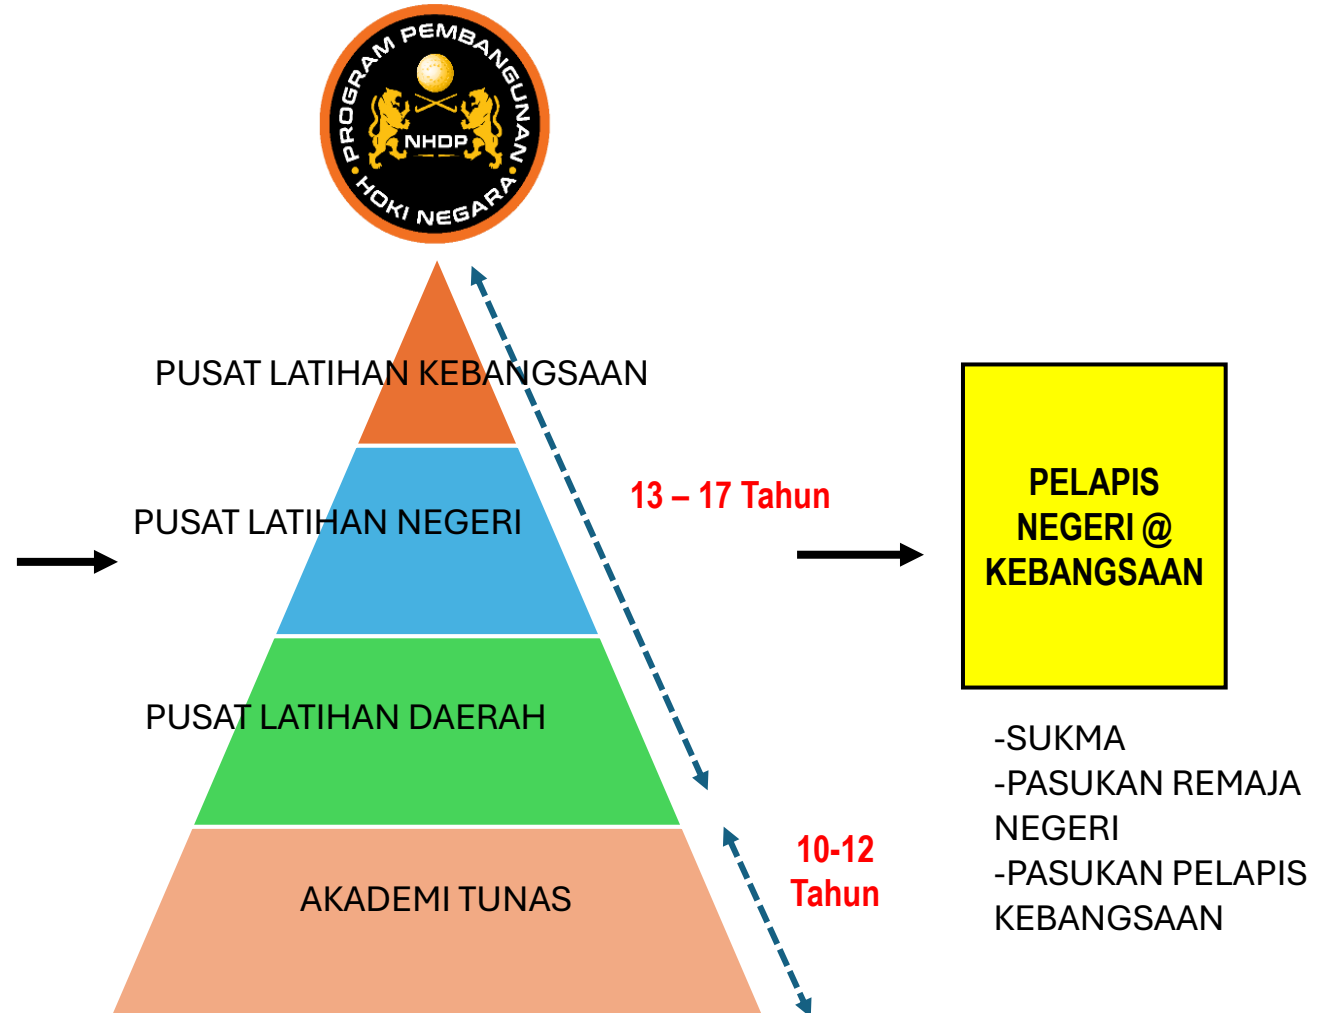 PROGRAM PEMBANGUNAN
NHDP
HOKI NEGARA
PUSAT LATIHAN KEBANGSAAN
PUSAT LATIHAN NEGERI
PUSAT LATIHAN DAERAH
AKADEMI TUNAS
13 – 17 Tahun
10-12
Tahun
PELAPIS
NEGERI @
KEBANGSAAN
-SUKMA
-PASUKAN REMAJA
NEGERI
-PASUKAN PELAPIS
KEBANGSAAN